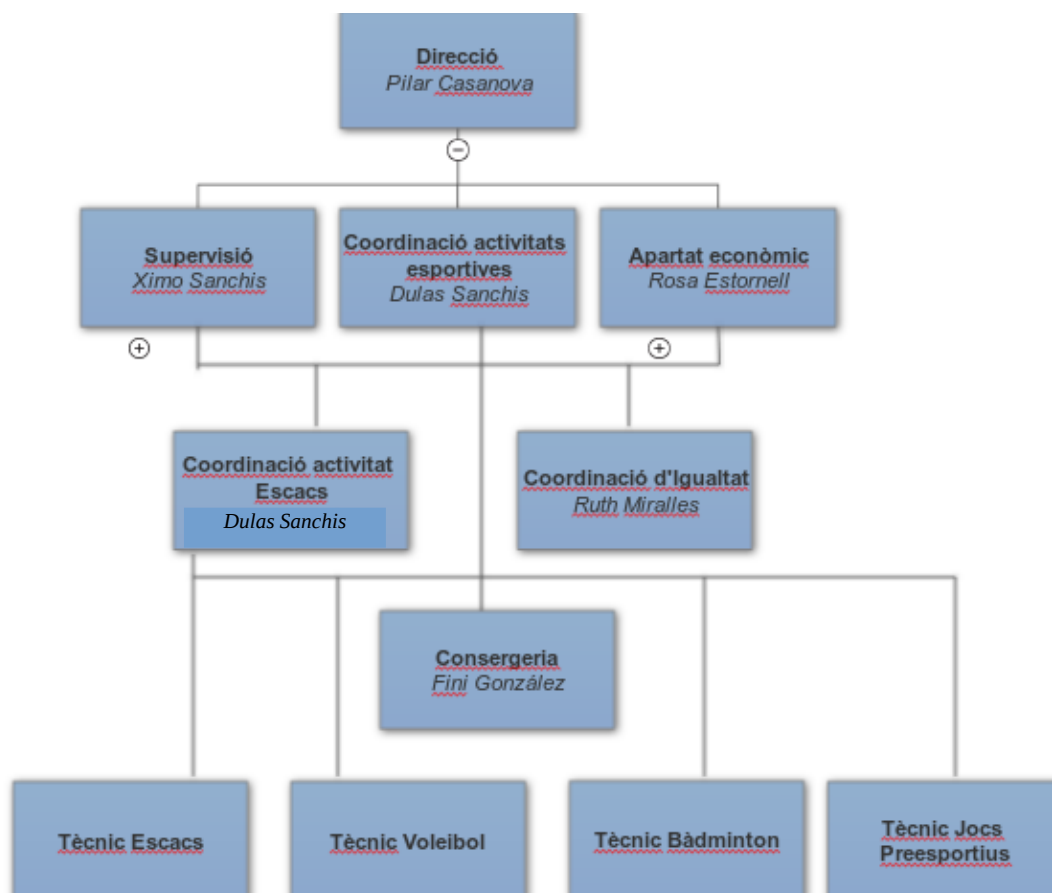 Direcció
Pilar Casanova
Supervisió
Ximo Sanchis
Coordinació activitats
esportives
Dulas Sanchis
Apartat econòmic
Rosa Estornell
Coordinació activitat
Escacs
Dulas Sanchis
Coordinació d'Igualtat
Ruth Miralles
Consergeria
Fini González
Tècnic Escacs
Tècnic Voleibol
Tècnic Bàdminton
Tècnic Jocs
Preesportius